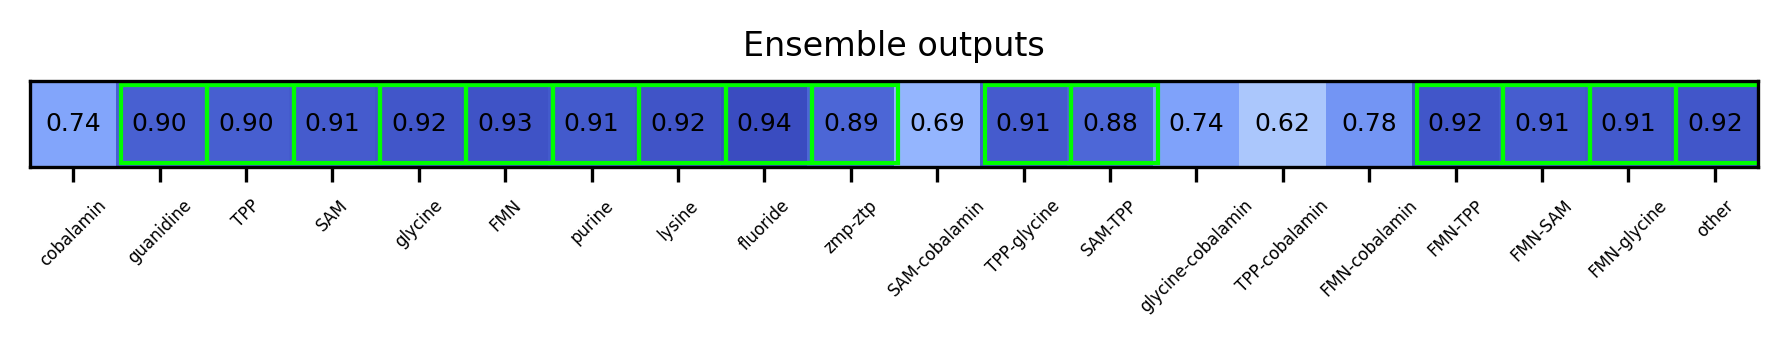 Ensemble outputs
0.74 0.90 0.90 0.91 0.92 0.93 0.91 0.92 0.94 0.89 0.69 0.91 0.88 0.74 0.62 0.78 0.92 0.91 0.91 0.92
cobalamin guanidine TPP SAM glycine FMN purine lysine fluoride zmp-ztp SAM-cobalamin TPP-glycine SAM-TPP glycine-cobalamin TPP-cobalamin FMN-cobalamin FMN-TPP FMN-SAM FMN-glycine other